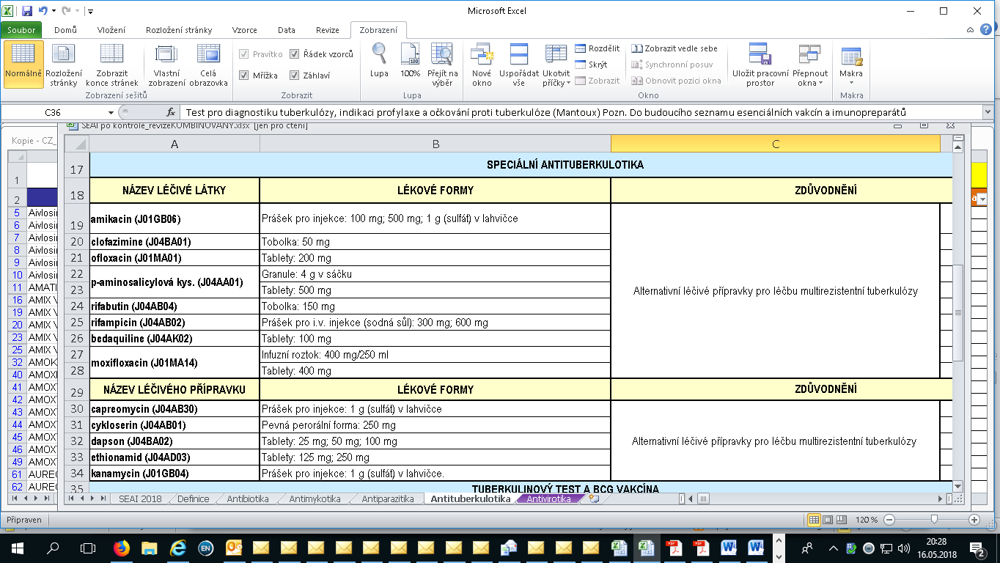 Microsoft Excel
Soubor Domů Vložení Rozložení stránky Vzorce Data Revize Zobrazení
Normálně Rozložení stránky Zobrazit konce stránek Vlastní zobrazení Celá obrazovka
Zobrazení sešitů
Pravítko Řádek vzorců
Mřížka Záhlaví
Zobrazit
Lupa 100% Přejít na výběr
Lupa
Nové okno Uspořádat vše Ukotvit příčky
Rozdělit
Skrýt
Zobrazit
Zobrazit vedle sebe
Synchronní posuv
Obnovit pozici okna
Uložit pracovní prostor Přepnout okna
Okno
Makra
Makra
C36 fx Test pro diagnostiku tuberkulózy, indikaci profylaxe a očkování proti tuberkulóze (Mantoux) Pozn. Do budoucího seznamu esenciálních vakcín a imunopreparátů
Kopie - CZ_
SEAI po kontrole_revizeKOMBINOVANY.xlsx [jen pro čtení]
A B C
17 SPECIÁLNÍ ANTITUBERKULOTIKA
18 NÁZEV LÉČIVÉ LÁTKY LÉKOVÉ FORMY ZDŮVODNĚNÍ
19 amikacin (J01GB06) Prášek pro injekce: 100 mg; 500 mg; 1 g (sulfát) v lahvičce
20 clofazimine (J04BA01) Tobolka: 50 mg
21 ofloxacin (J01MA01) Tablety: 200 mg
22 p-aminosalicylová kys. (J04AA01) Granule: 4 g v sáčku
23 Tablety: 500 mg
Alternativní léčivé přípravky pro léčbu multirezistentní tuberkulózy
24 rifabutin (J04AB04) Tobolka: 150 mg
25 rifampicin (J04AB02) Prášek pro i.v. injekce (sodná sůl): 300 mg; 600 mg
26 bedaquiline (J04AK02) Tablety: 100 mg
27 moxifloxacin (J01MA14) Infuzní roztok: 400 mg/250 ml
28 Tablety: 400 mg
29 NÁZEV LÉČIVÉHO PŘÍPRAVKU LÉKOVÉ FORMY ZDŮVODNĚNÍ
30 capreomycin (J04AB30) Prášek pro injekce: 1 g (sulfát) v lahvičce
31 cykloserin (J04AB01) Pevná perorální forma: 250 mg
32 dapson (J04BA02) Tablety: 25 mg; 50 mg; 100 mg
Alternativní léčivé přípravky pro léčbu multirezistentní tuberkulózy
33 ethionamid (J04AD03) Tablety: 125 mg; 250 mg
34 kanamycin (J01GB04) Prášek pro injekce: 1 g (sulfát) v lahvičce.
35 TUBERKULINOVÝ TEST A BCG VAKCÍNA
1
2
5 Aivlosin
6 Aivlosin
7 Aivlosin
8 Aivlosin
9 Aivlosin
10 Aivlosin
11 AMATI
16 AMIX
19 AMIX
20 AMIX
23 AMIX
25 AMIX
32 AMOK
40 AMOX
41 AMOX
42 AMOX
43 AMOX
44 AMOX
45 AMOX
46 AMOX
49 AMOX
61 AURE
62 AURE
SEAI 2018 Definice Antibiotika Antimykotika Antiparazitika Antituberkulotika Antivirotika
Připraven 120 %
EN
20:28
16.05.2018
2